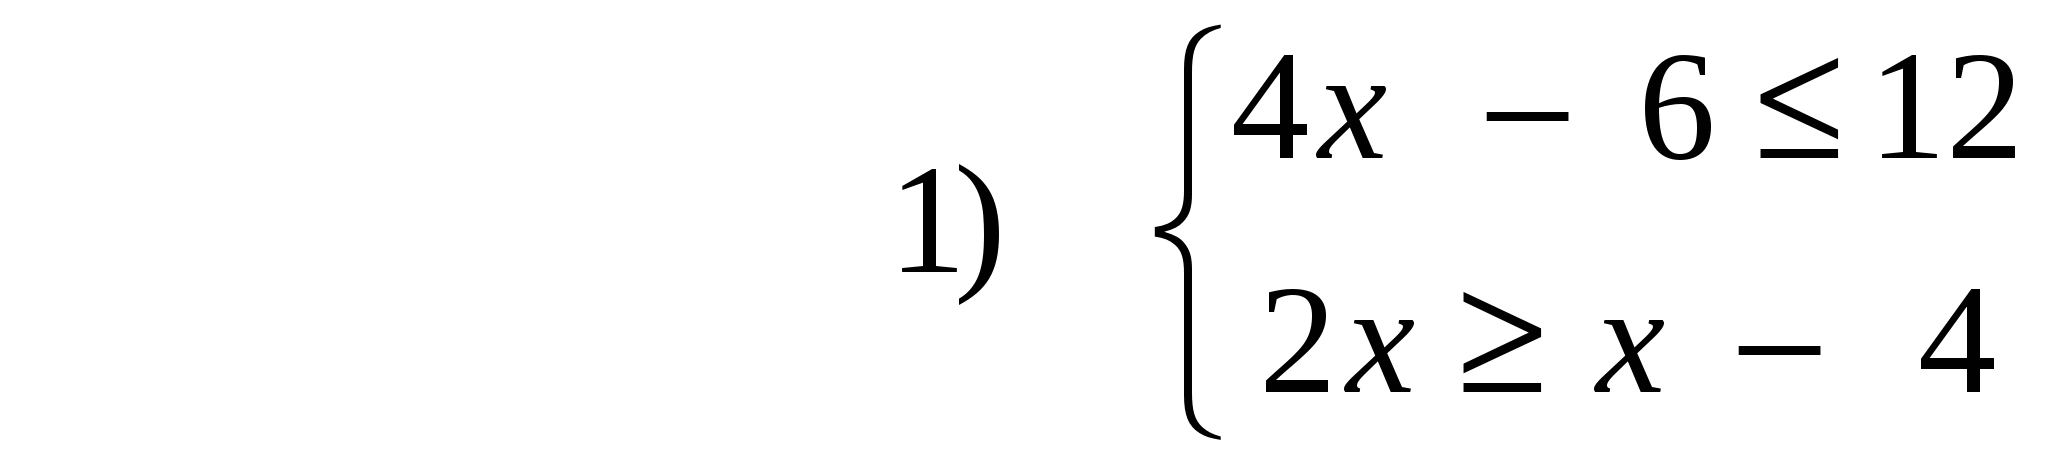 1) { 4x − 6 ≤ 12
2x ≥ x − 4